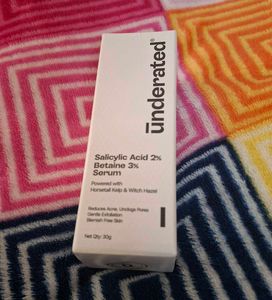 ūnderated®
Salicylic Acid 2%
Betaine 3%
Serum
Powered with
Horsetail Kelp & Witch Hazel
Reduces Acne, Unclogs Pores
Gentle Exfoliation
Blemish Free Skin
Net Qty: 30g